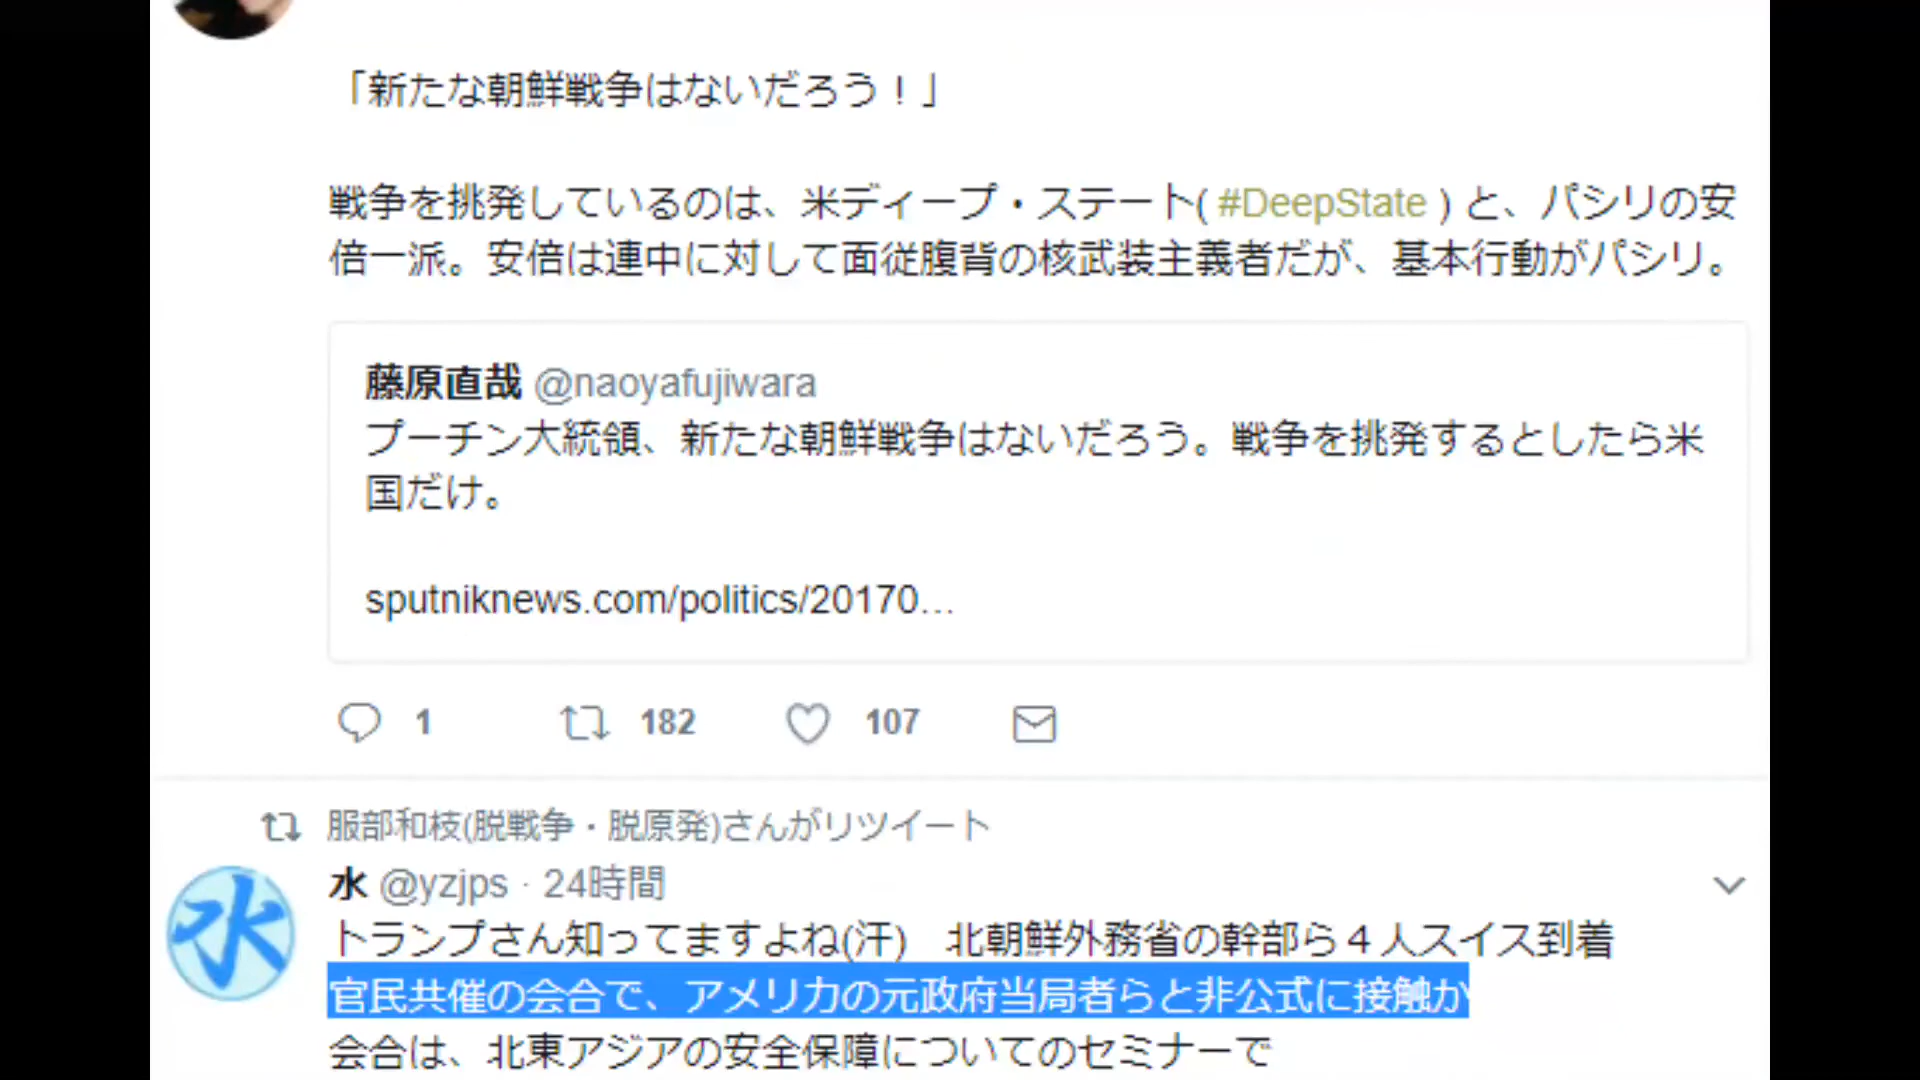 「新たな朝鮮戦争はないだろう！」
戦争を挑発しているのは、米ディープ・ステート( #DeepState ) と、パシリの安
倍一派。安倍は連中に対して面従腹背の核武装主義者だが、基本行動がパシリ。
藤原直哉 @naoyafujiwara
プーチン大統領、新たな朝鮮戦争はないだろう。戦争を挑発するとしたら米
国だけ。
sputniknews.com/politics/20170…
1 182 107
服部和枝(脱戦争・脱原発)さんがリツイート
水
水 @yzjps · 24時間
トランプさん知ってますよね(汗)　北朝鮮外務省の幹部ら４人スイス到着
官民共催の会合で、アメリカの元政府当局者らと非公式に接触か
会合は、北東アジアの安全保障についてのセミナーで